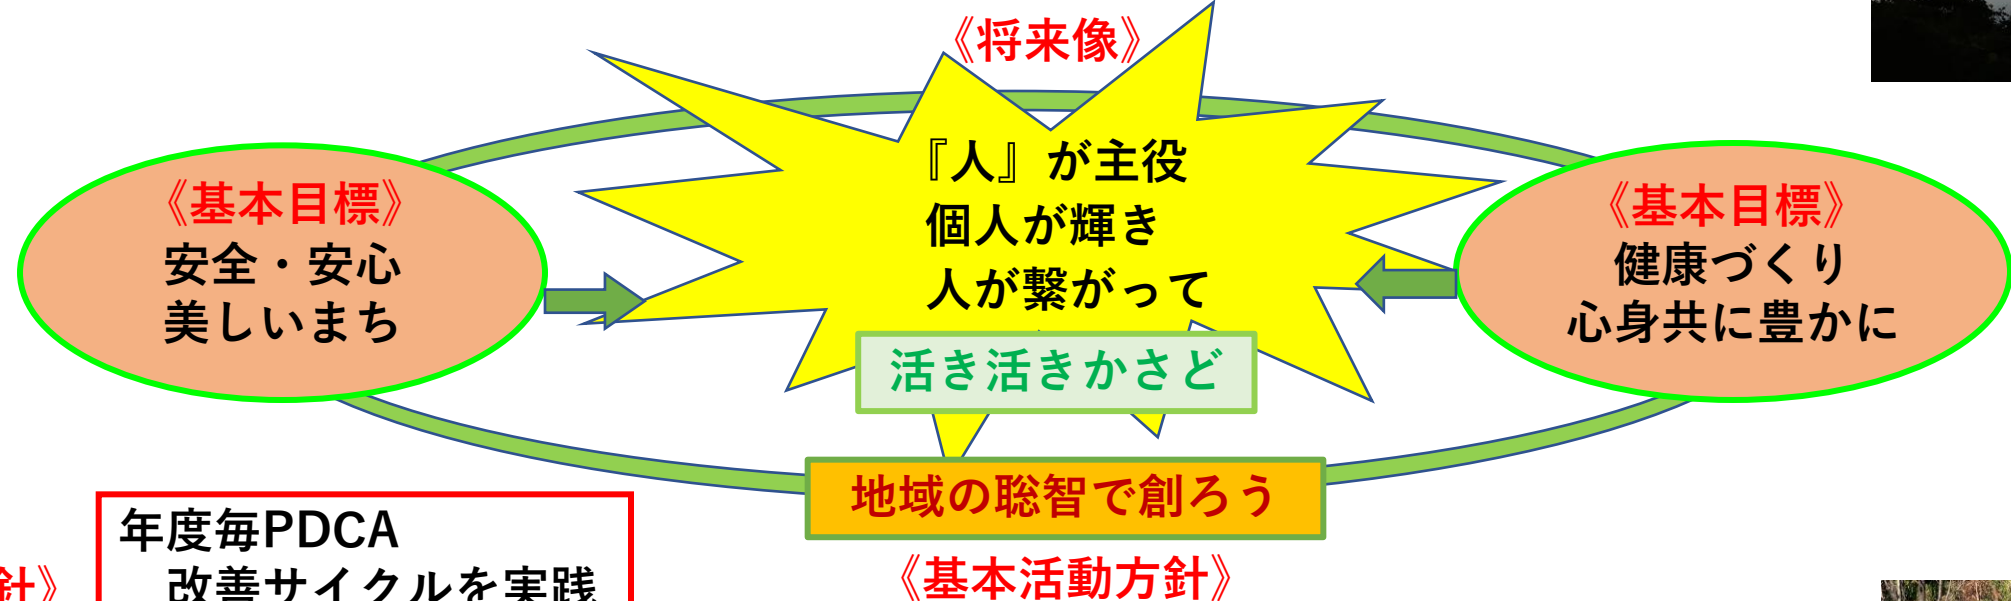 《将来像》
『人』が主役
個人が輝き
人が繋がって
活き活きかさど
《基本目標》
安全・安心
美しいまち
《基本目標》
健康づくり
心身共に豊かに
地域の聡智で創ろう
《基本活動方針》
年度毎PDCA
改善サイクルを実践
針》